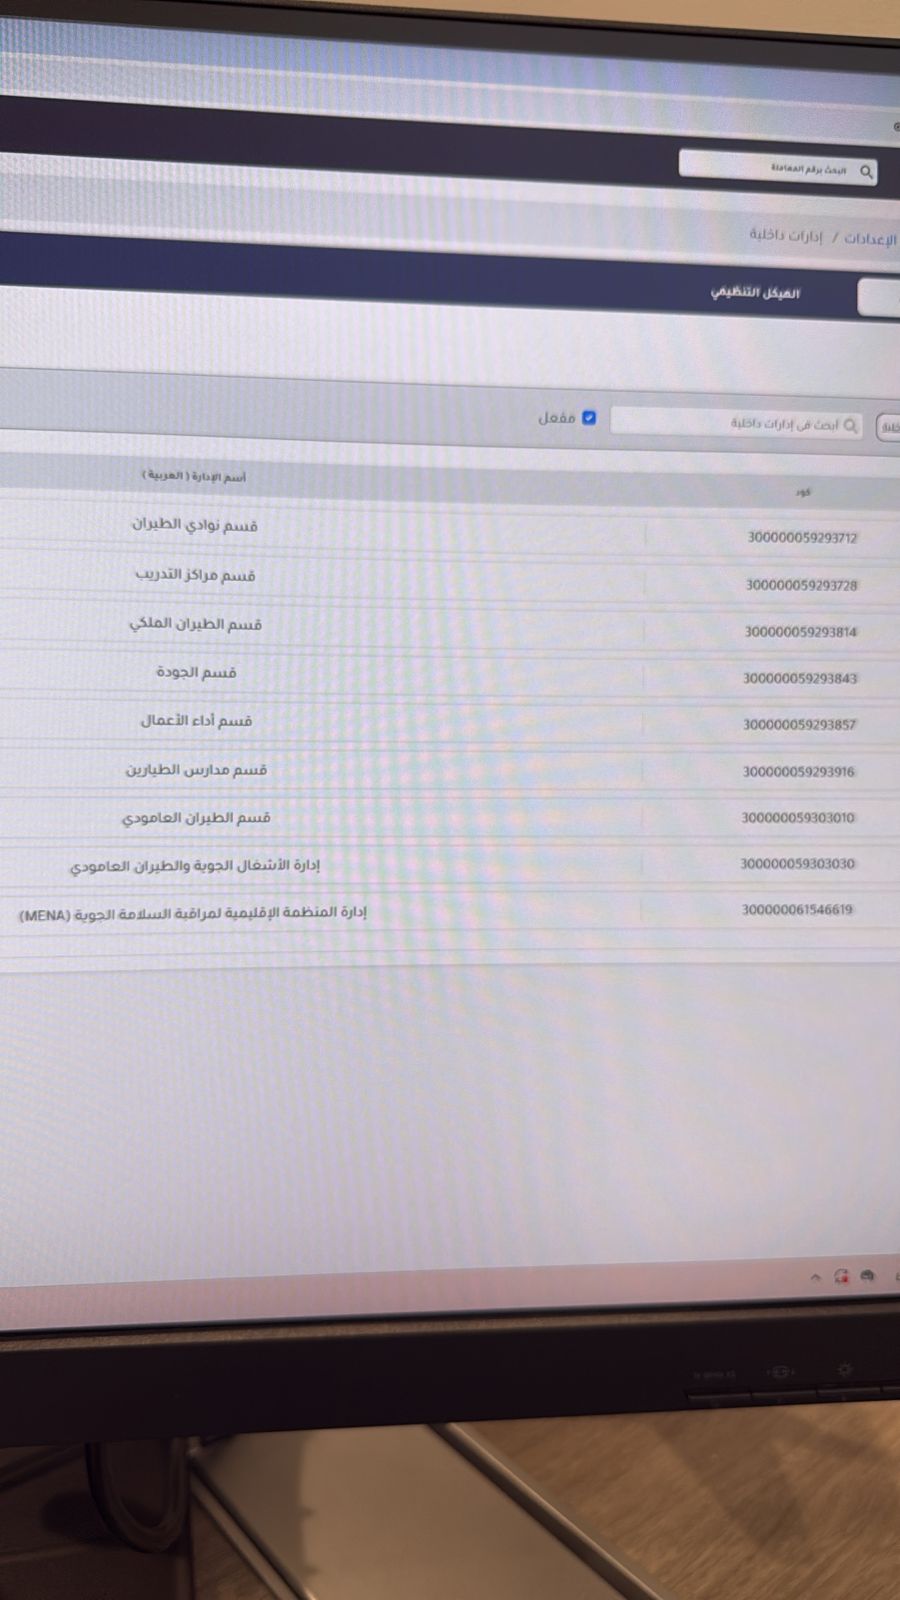 البحث برقم المعاملة
الإعدادات / إدارات داخلية
الهيكل التنظيمي
أبحث في إدارات داخلية
مفعل
كود أسم الإدارة ( العربية )
300000059293712 قسم نوادي الطيران
300000059293728 قسم مراكز التدريب
300000059293814 قسم الطيران الملكي
300000059293843 قسم الجودة
300000059293857 قسم أداء الأعمال
300000059293916 قسم مدارس الطيارين
300000059303010 قسم الطيران العامودي
300000059303030 إدارة الأشغال الجوية والطيران العامودي
300000061546619 إدارة المنظمة الإقليمية لمراقبة السلامة الجوية (MENA)